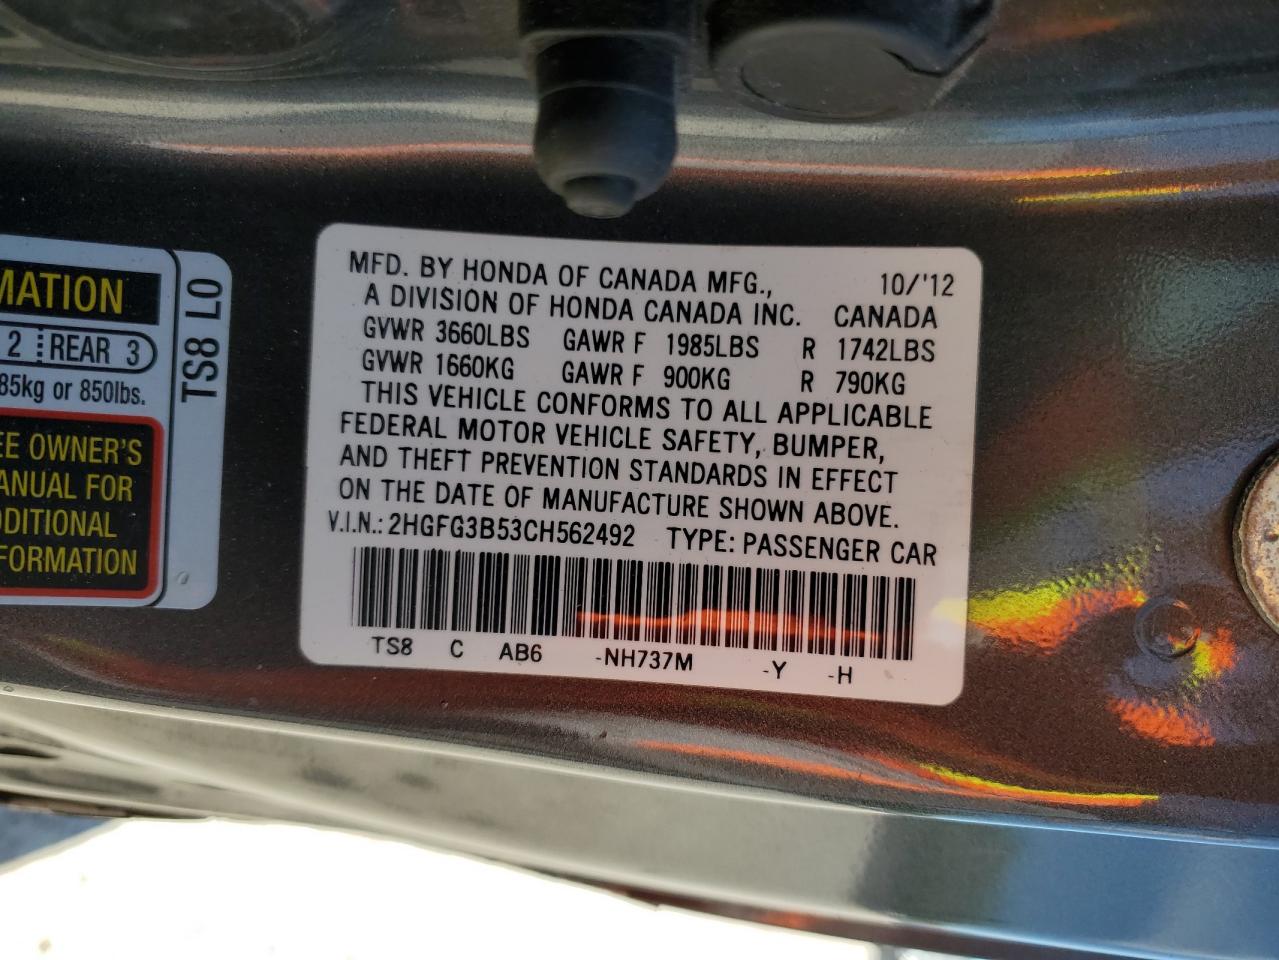 MATION
2 REAR 3
85kg or 850lbs.
EE OWNER'S
ANUAL FOR
DDITIONAL
FORMATION
TS8 L0
MFD. BY HONDA OF CANADA MFG., 10/'12
A DIVISION OF HONDA CANADA INC. CANADA
GVWR 3660LBS GAWR F 1985LBS R 1742LBS
GVWR 1660KG GAWR F 900KG R 790KG
THIS VEHICLE CONFORMS TO ALL APPLICABLE
FEDERAL MOTOR VEHICLE SAFETY, BUMPER,
AND THEFT PREVENTION STANDARDS IN EFFECT
ON THE DATE OF MANUFACTURE SHOWN ABOVE.
V.I.N.: 2HGFG3B53CH562492 TYPE: PASSENGER CAR
TS8 C AB6 -NH737M -Y -H